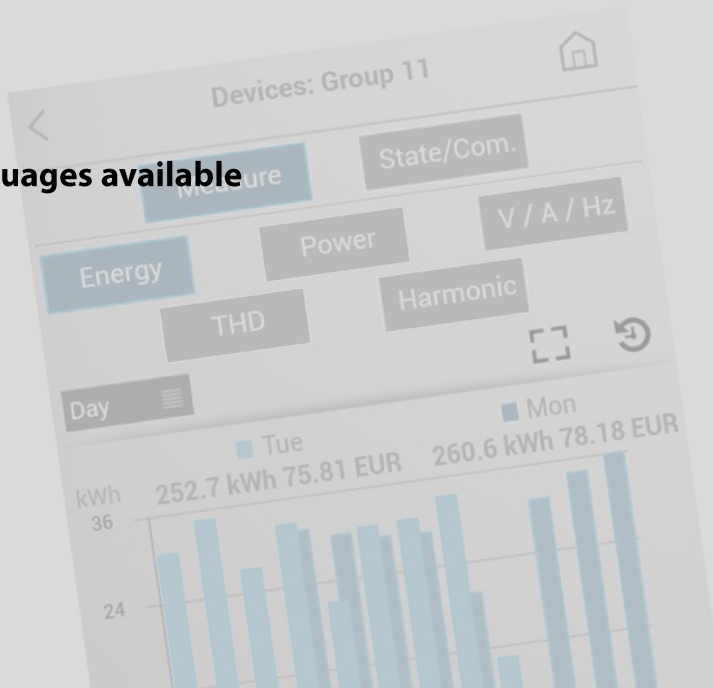 Devices: Group 11
uages available
Measure
State/Com.
Energy
Power
V / A / Hz
THD
Harmonic
Day
Tue
Mon
kWh
252.7 kWh 75.81 EUR
260.6 kWh 78.18 EUR
36
24